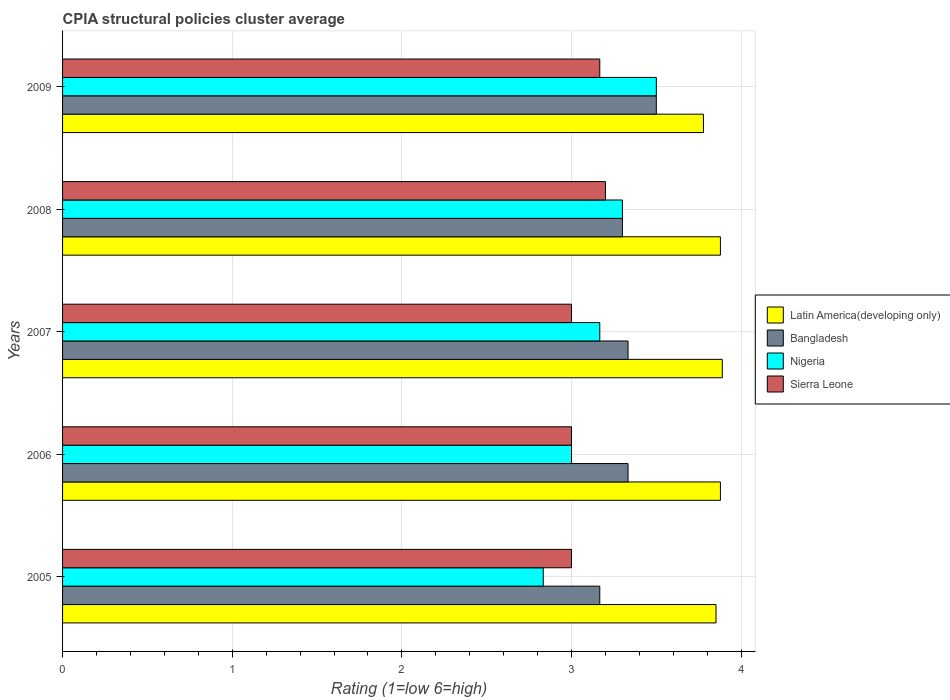 CPIA structural policies cluster average
2009
2008
2007
2006
2005
Years
0
1
2
3
4
Rating (1=low 6=high)
Latin America(developing only)
Bangladesh
Nigeria
Sierra Leone